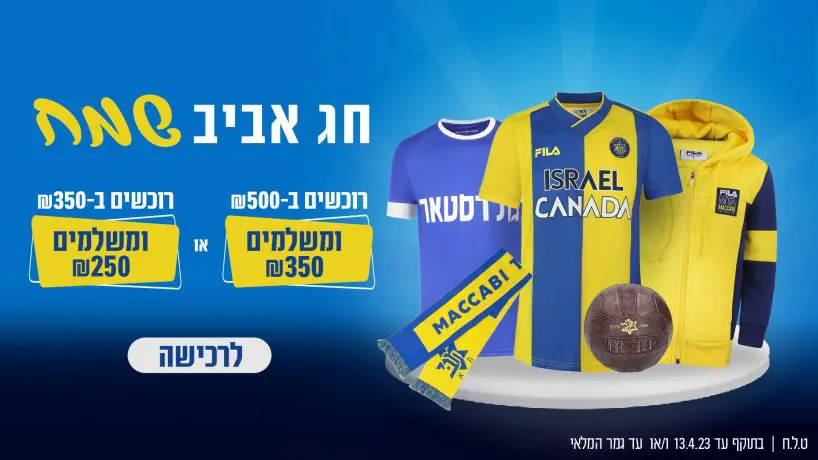 חג אביב שמח
רוכשים ב-500₪
ומשלמים
350₪
או
רוכשים ב-350₪
ומשלמים
250₪
לרכישה
FILA
ISRAEL
CANADA
FILA
MACCABI
MACCABI T
ט.ל.ח | בתוקף עד 13.4.23 ו/או עד גמר המלאי